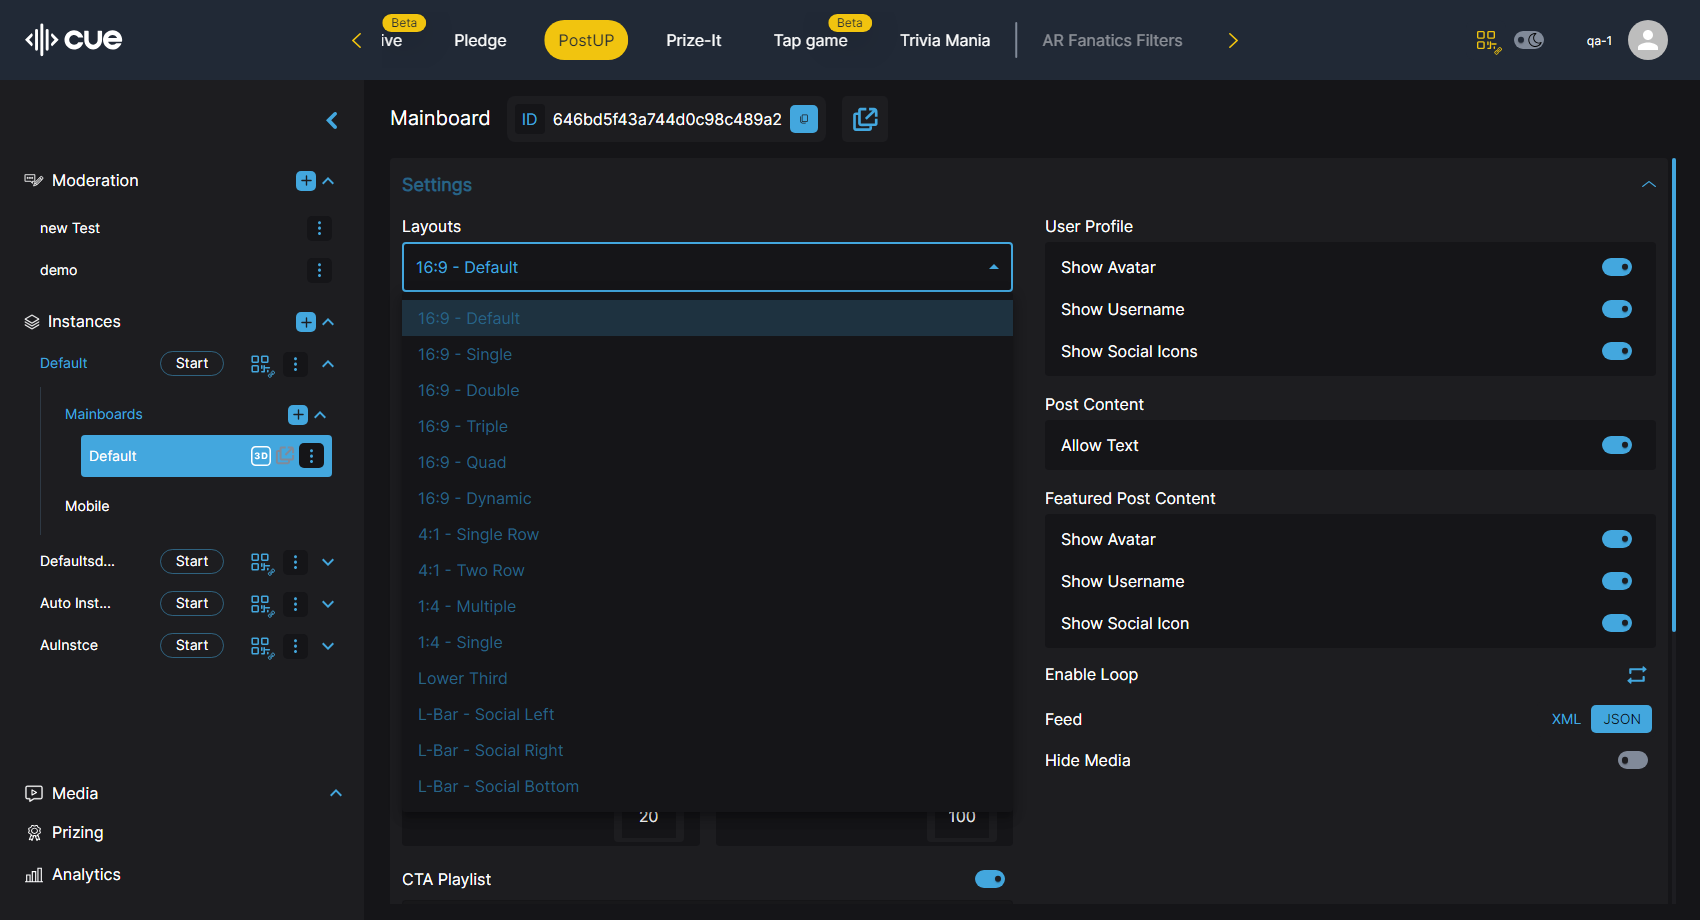 cue
Beta
ive
Pledge
PostUP
Prize-It
Beta
Tap game
Trivia Mania
AR Fanatics Filters
qa-1
Moderation
new Test
demo
Instances
Default
Start
Mainboards
Default
3D
Mobile
Defaultsd...
Start
Auto Inst...
Start
AuInstce
Start
Media
Prizing
Analytics
Mainboard
ID
646bd5f43a744d0c98c489a2
Settings
Layouts
16:9 - Default
16:9 - Default
16:9 - Single
16:9 - Double
16:9 - Triple
16:9 - Quad
16:9 - Dynamic
4:1 - Single Row
4:1 - Two Row
1:4 - Multiple
1:4 - Single
Lower Third
L-Bar - Social Left
L-Bar - Social Right
L-Bar - Social Bottom
20
100
CTA Playlist
User Profile
Show Avatar
Show Username
Show Social Icons
Post Content
Allow Text
Featured Post Content
Show Avatar
Show Username
Show Social Icon
Enable Loop
Feed
XML
JSON
Hide Media